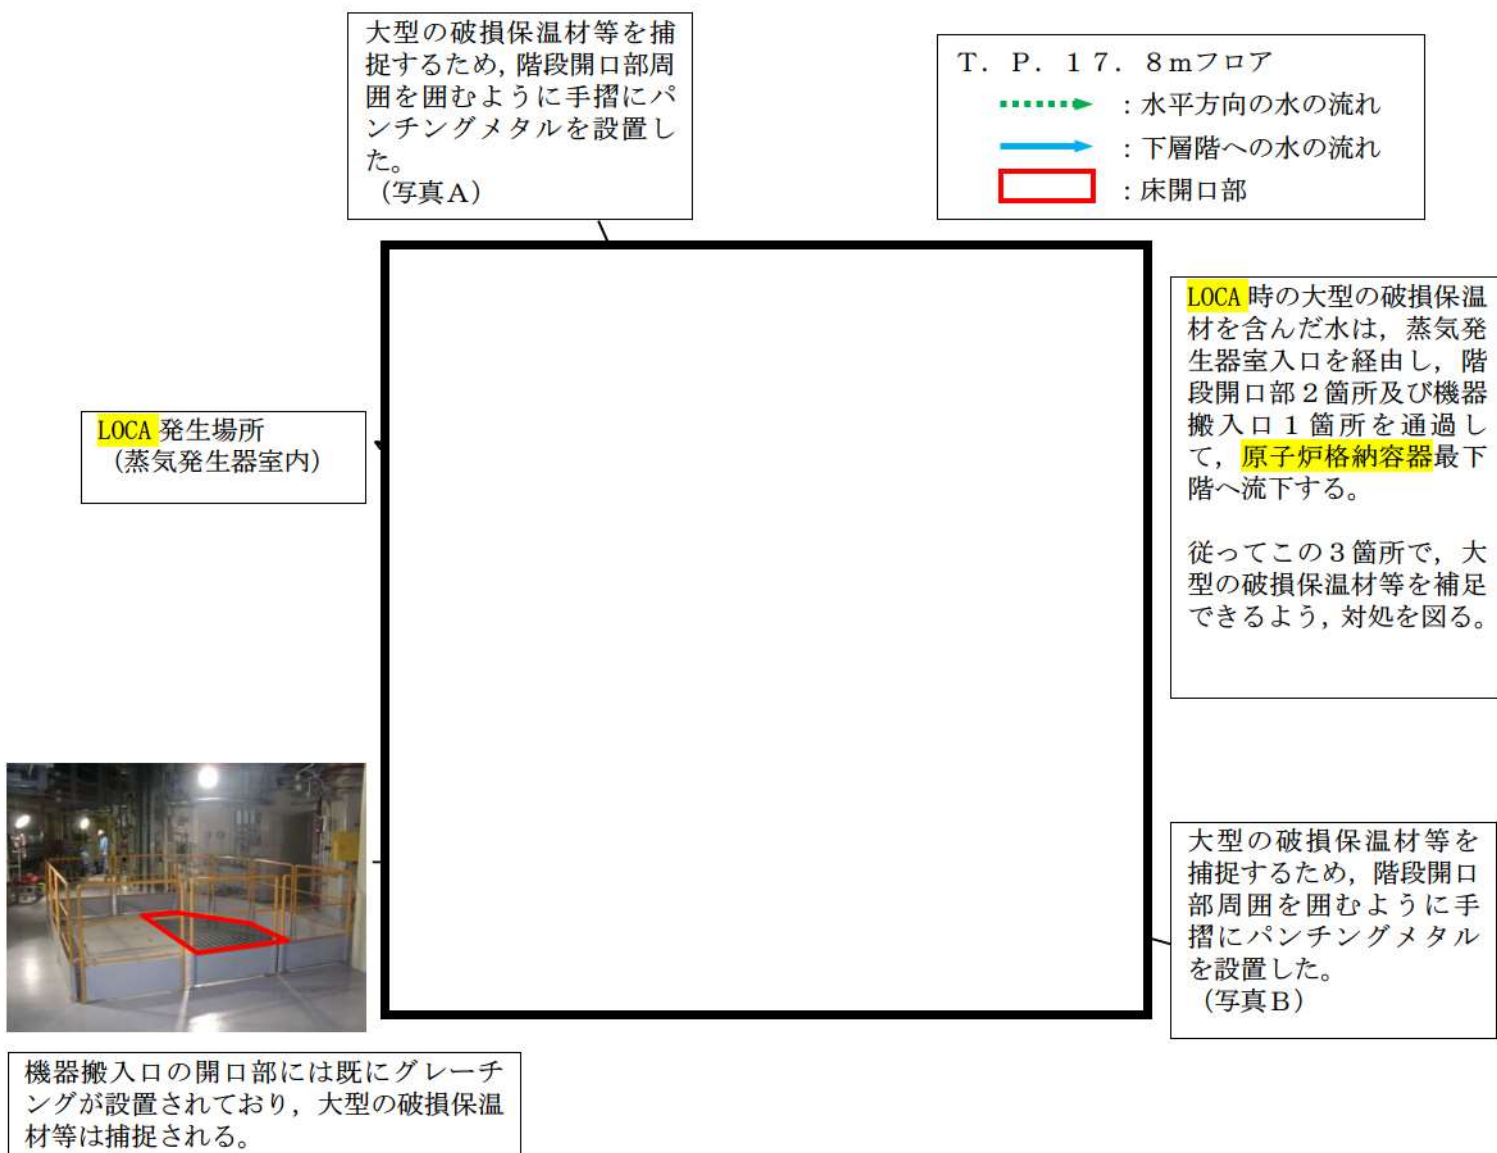 大型の破損保温材等を捕
捉するため，階段開口部周
囲を囲むように手摺にパ
ンチングメタルを設置し
た。
（写真Ａ）
Ｔ．Ｐ．１７．８ｍフロア
：水平方向の水の流れ
：下層階への水の流れ
：床開口部
LOCA 発生場所
（蒸気発生器室内）
LOCA 時の大型の破損保温
材を含んだ水は，蒸気発
生器室入口を経由し，階
段開口部２箇所及び機器
搬入口１箇所を通過し
て，原子炉格納容器最下
階へ流下する。
従ってこの３箇所で，大
型の破損保温材等を補足
できるよう，対処を図る。
大型の破損保温材等を
捕捉するため，階段開口
部周囲を囲むように手
摺にパンチングメタル
を設置した。
（写真Ｂ）
機器搬入口の開口部には既にグレーチ
ングが設置されており，大型の破損保温
材等は捕捉される。